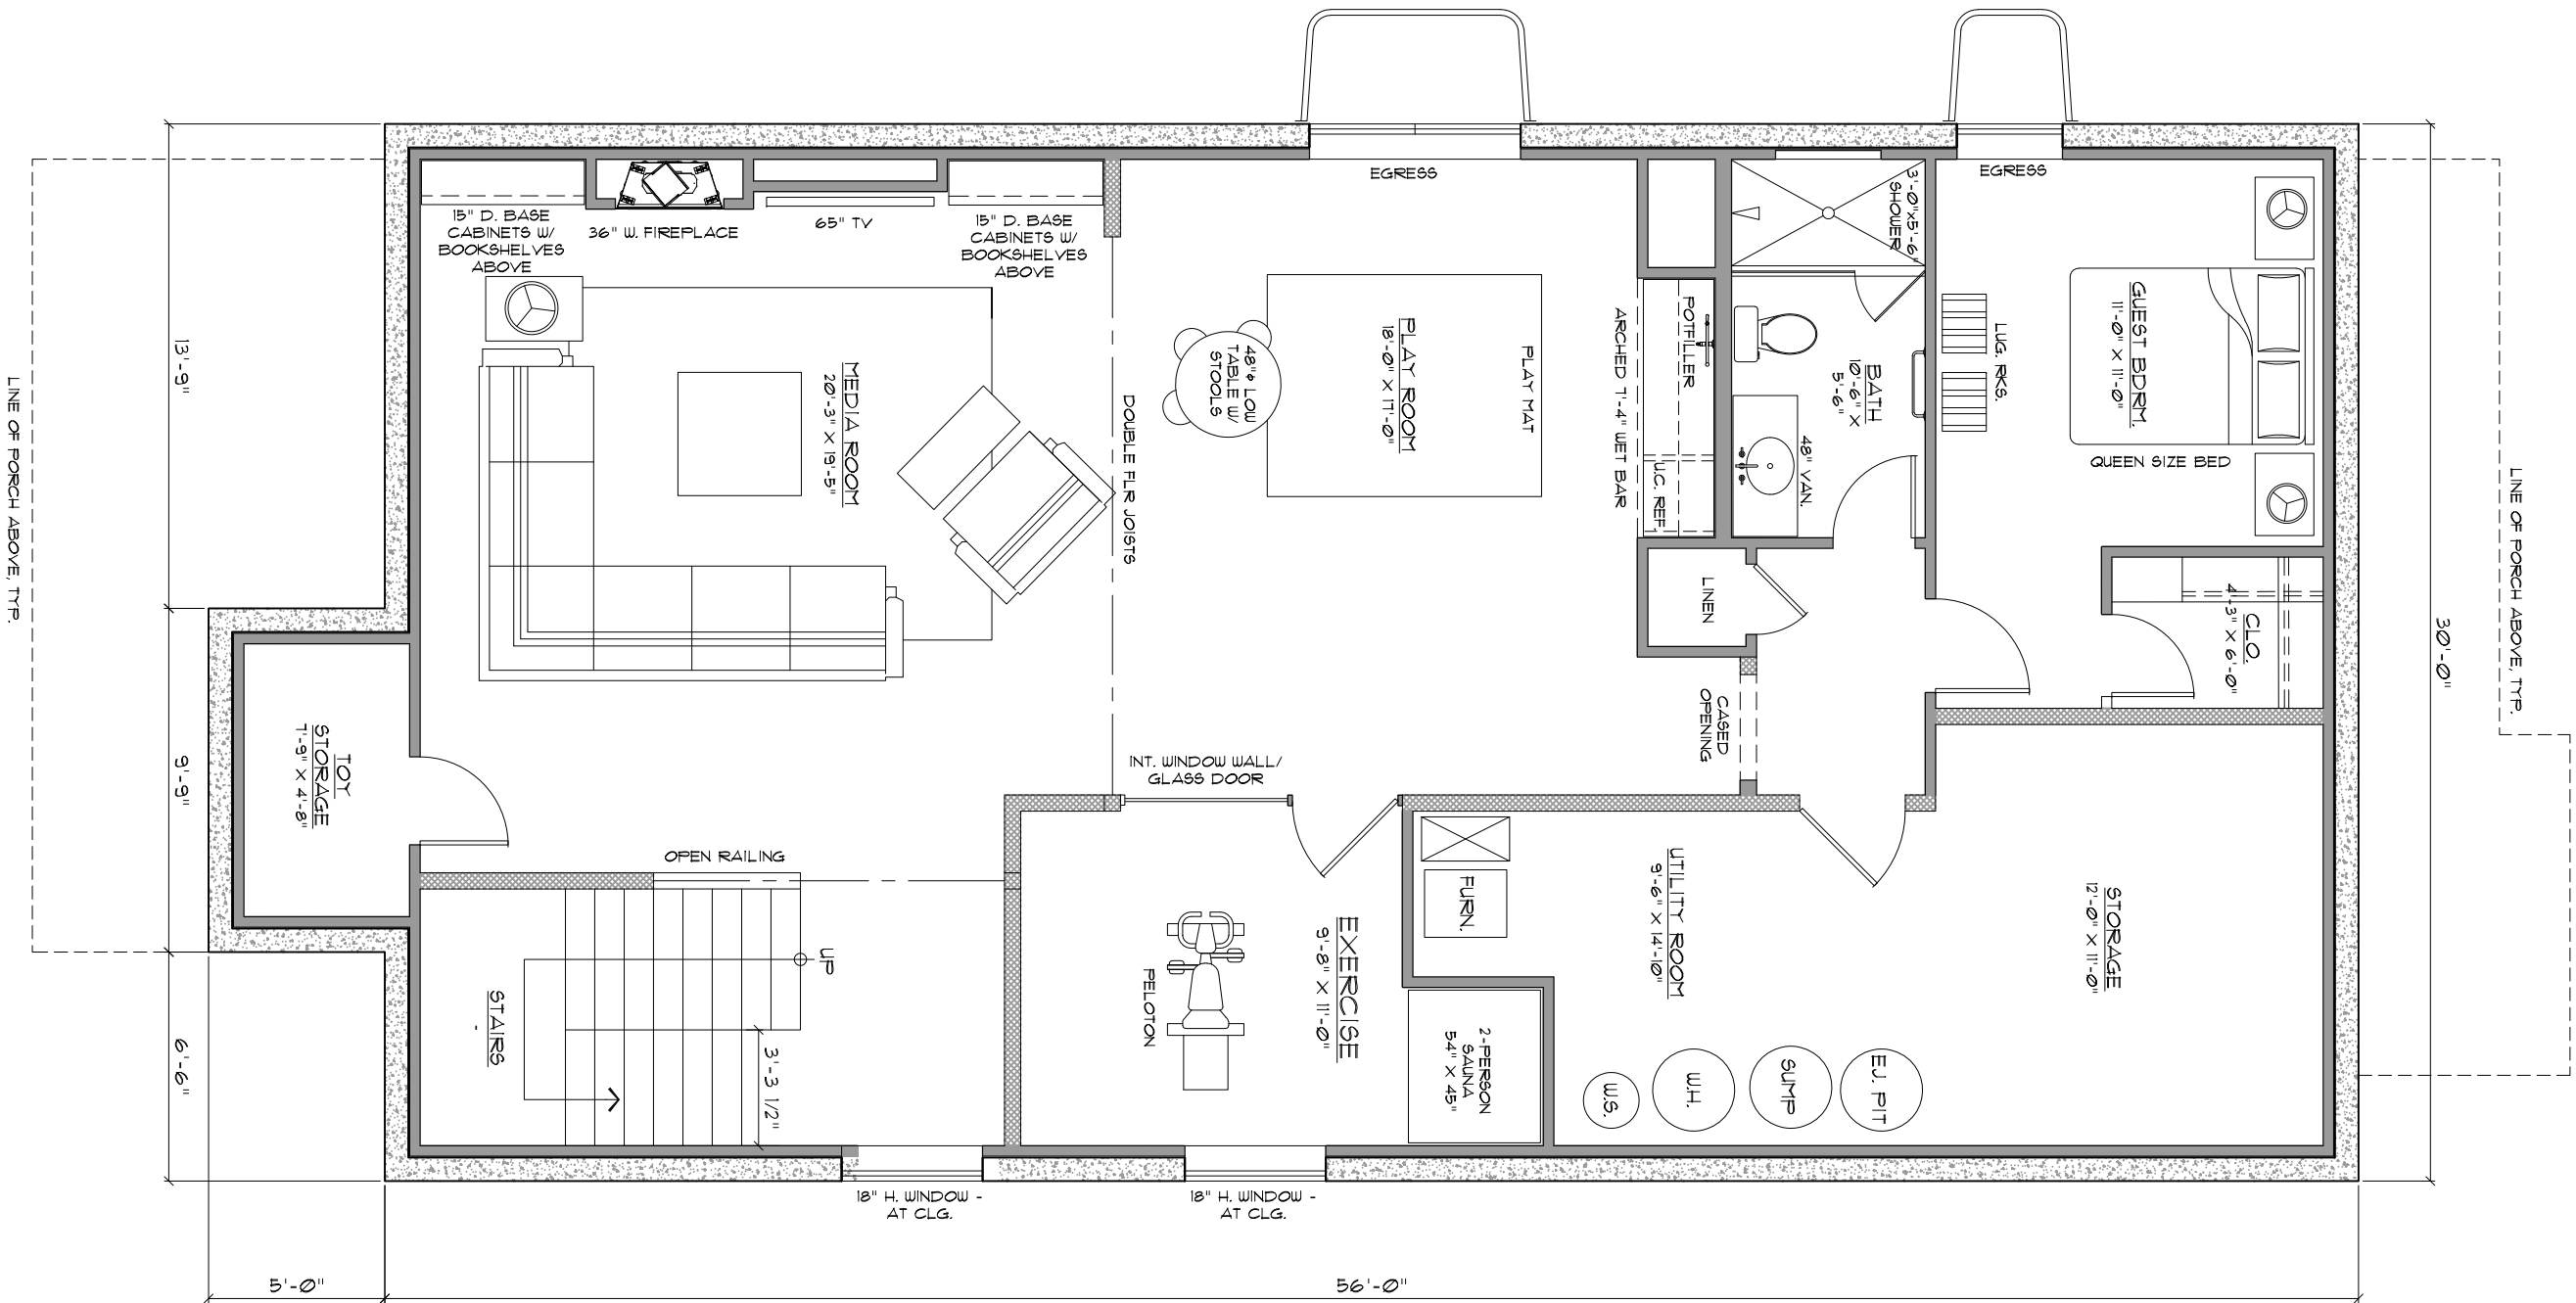 EGRESS
EGRESS
15" D. BASE
CABINETS W/
BOOKSHELVES
ABOVE
36" W. FIREPLACE
65" TV
15" D. BASE
CABINETS W/
BOOKSHELVES
ABOVE
3'-0"x5'-6"
SHOWER
POTFILLER
ARCHED 7'-4" WET BAR
U.C. REF.
PLAY ROOM
18'-0" X 17'-0"
PLAY MAT
48"ϕ LOW
TABLE W/
STOOLS
MEDIA ROOM
20'-3" X 19'-5"
DOUBLE FLR JOISTS
BATH
10'-6" X
5'-6"
48" VAN.
LUG. RKS.
GUEST BDRM.
11'-0" X 11'-0"
QUEEN SIZE BED
CLO.
4'-3" X 6'-0"
LINEN
CASED
OPENING
INT. WINDOW WALL/
GLASS DOOR
TOY
STORAGE
7'-9" X 4'-8"
OPEN RAILING
UP
STAIRS
-
3'-3 1/2"
PELOTON
EXERCISE
9'-8" X 11'-0"
2-PERSON
SAUNA
54" X 45"
FURN.
UTILITY ROOM
9'-6" X 14'-10"
STORAGE
12'-0" X 11'-0"
W.S.
W.H.
SUMP
EJ. PIT
18" H. WINDOW -
AT CLG.
18" H. WINDOW -
AT CLG.
LINE OF PORCH ABOVE, TYP.
13'-9"
9'-9"
6'-6"
30'-0"
LINE OF PORCH ABOVE, TYP.
5'-0"
56'-0"